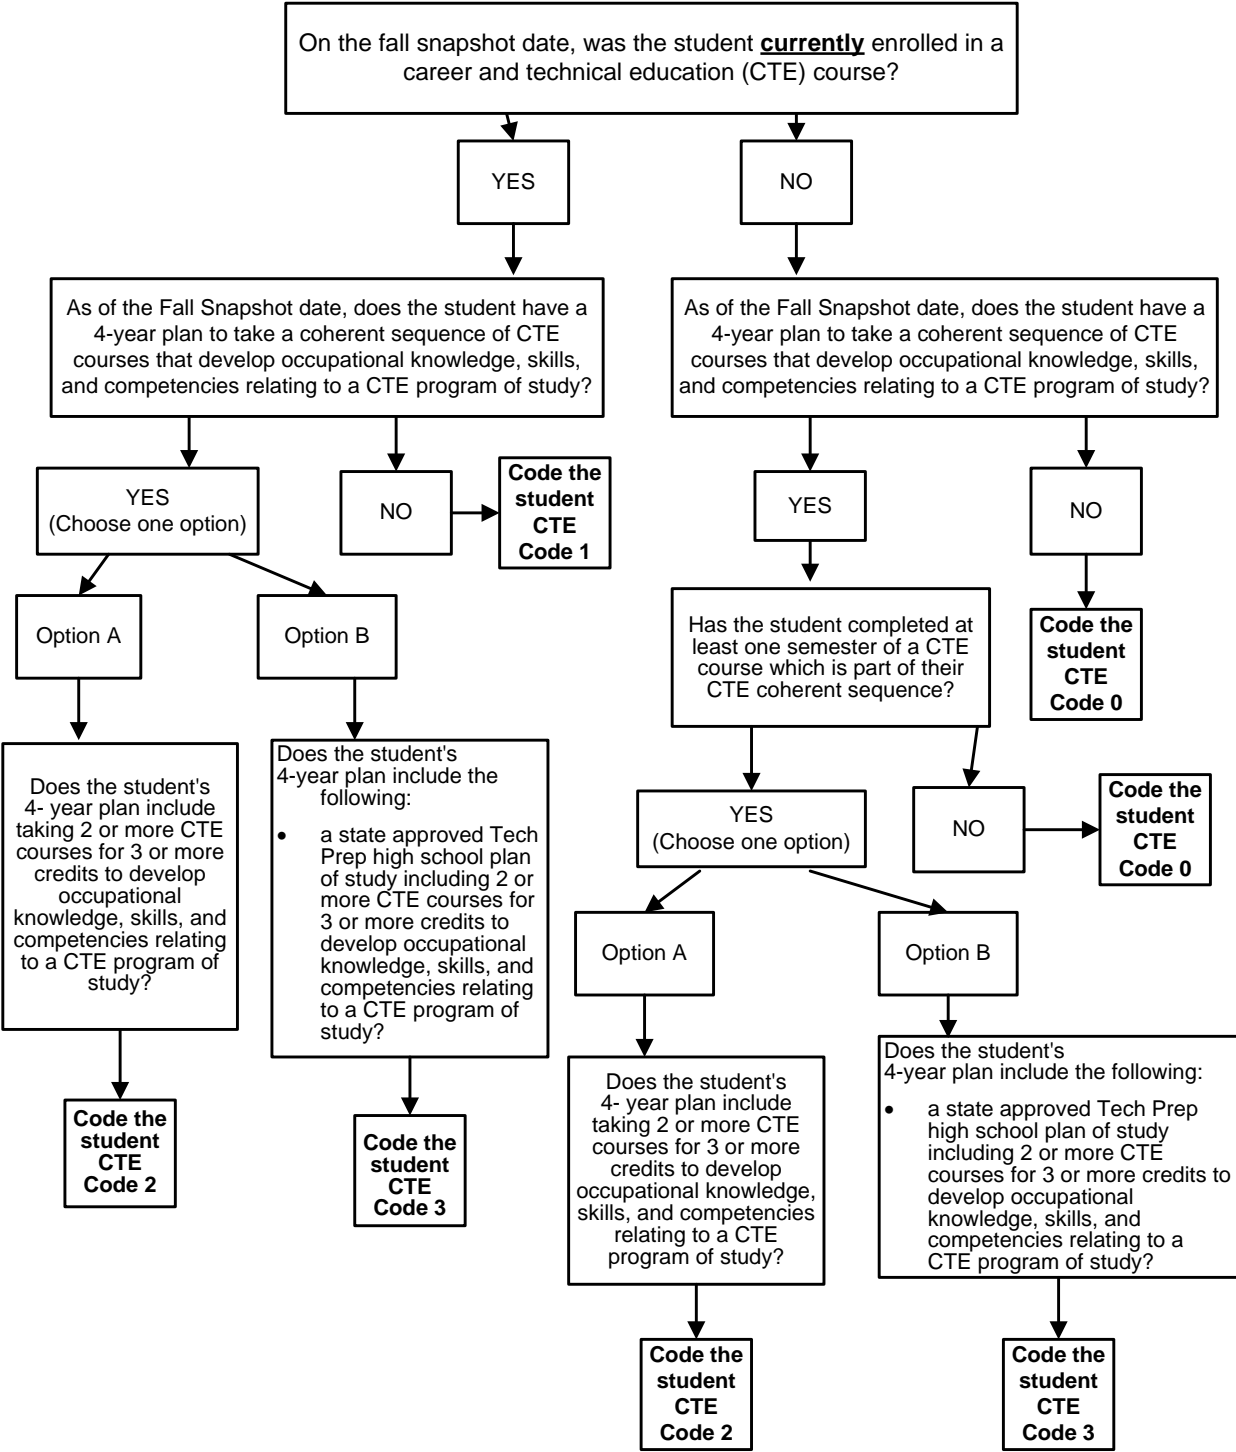 On the fall snapshot date, was the student currently enrolled in a
career and technical education (CTE) course?
YES
NO
As of the Fall Snapshot date, does the student have a
4-year plan to take a coherent sequence of CTE
courses that develop occupational knowledge, skills,
and competencies relating to a CTE program of study?
As of the Fall Snapshot date, does the student have a
4-year plan to take a coherent sequence of CTE
courses that develop occupational knowledge, skills,
and competencies relating to a CTE program of study?
YES
(Choose one option)
NO
Code the
student
CTE
Code 1
YES
NO
Option A
Option B
Has the student completed at
least one semester of a CTE
course which is part of their
CTE coherent sequence?
Code the
student
CTE
Code 0
Does the student's
4- year plan include
taking 2 or more CTE
courses for 3 or more
credits to develop
occupational
knowledge, skills, and
competencies relating
to a CTE program of
study?
Does the student's
4-year plan include the
following:
• a state approved Tech
Prep high school plan
of study including 2 or
more CTE courses for
3 or more credits to
develop occupational
knowledge, skills, and
competencies relating
to a CTE program of
study?
YES
(Choose one option)
NO
Code the
student
CTE
Code 0
Option A
Option B
Code the
student
CTE
Code 2
Code the
student
CTE
Code 3
Does the student's
4- year plan include
taking 2 or more CTE
courses for 3 or more
credits to develop
occupational knowledge,
skills, and competencies
relating to a CTE
program of study?
Does the student's
4-year plan include the following:
• a state approved Tech Prep
high school plan of study
including 2 or more CTE
courses for 3 or more credits to
develop occupational
knowledge, skills, and
competencies relating to a
CTE program of study?
Code the
student
CTE
Code 2
Code the
student
CTE
Code 3